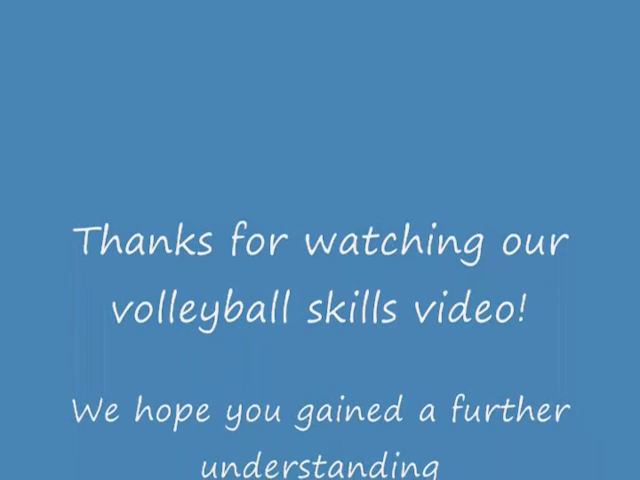 Thanks for watching our
volleyball skills video!
We hope you gained a further
understanding